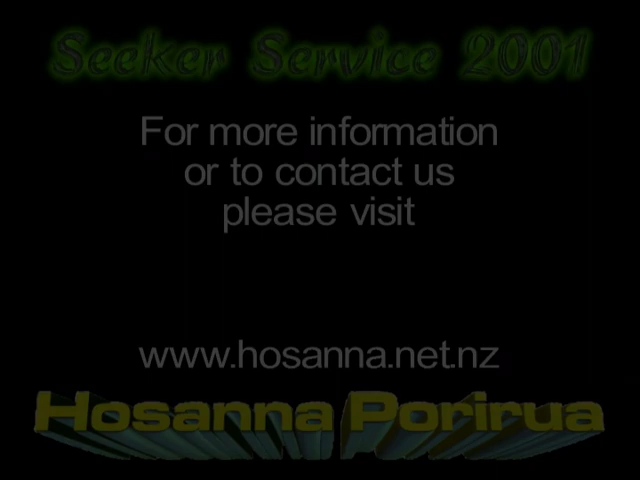 Seeker Service 2001
For more information
or to contact us
please visit
www.hosanna.net.nz
Hosanna Porirua